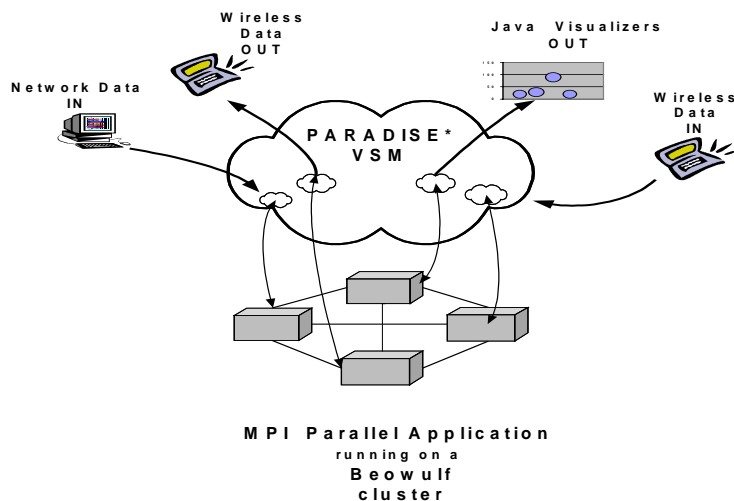 Wireless
Data
OUT
Java Visualizers
OUT
Network Data
IN
Wireless
Data
IN
PARADISE*
VSM
MPI Parallel Application
running on a
Beowulf
cluster